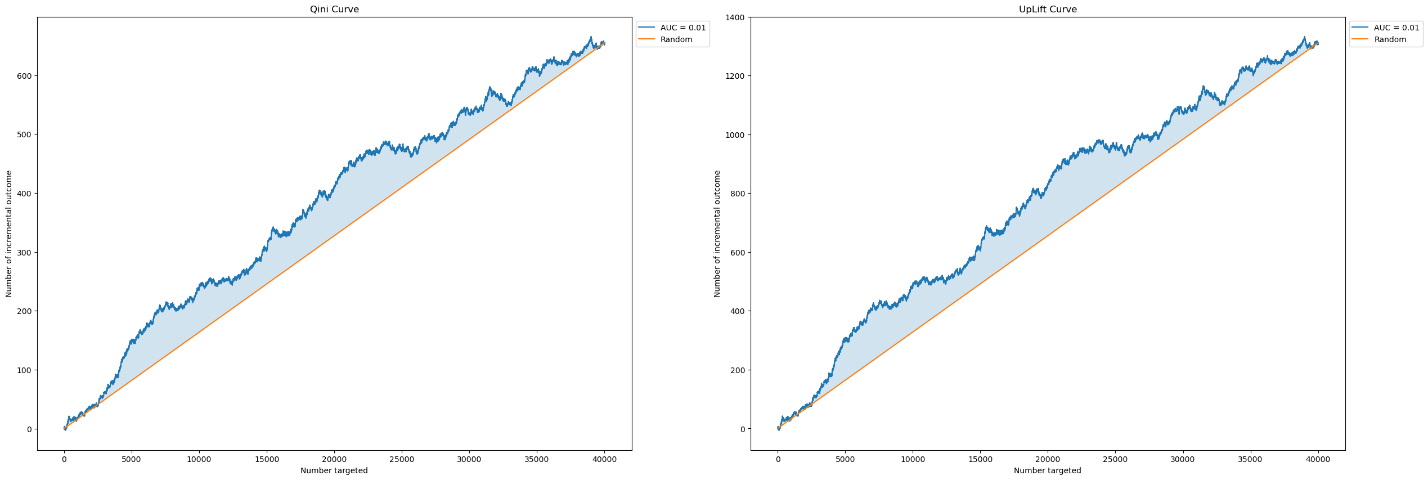 Qini Curve
AUC = 0.01
Random
600
500
400
300
200
100
0
Number of incremental outcome
0 5000 10000 15000 20000 25000 30000 35000 40000
Number targeted
UpLift Curve
AUC = 0.01
Random
1400
1200
1000
800
600
400
200
0
Number of incremental outcome
0 5000 10000 15000 20000 25000 30000 35000 40000
Number targeted